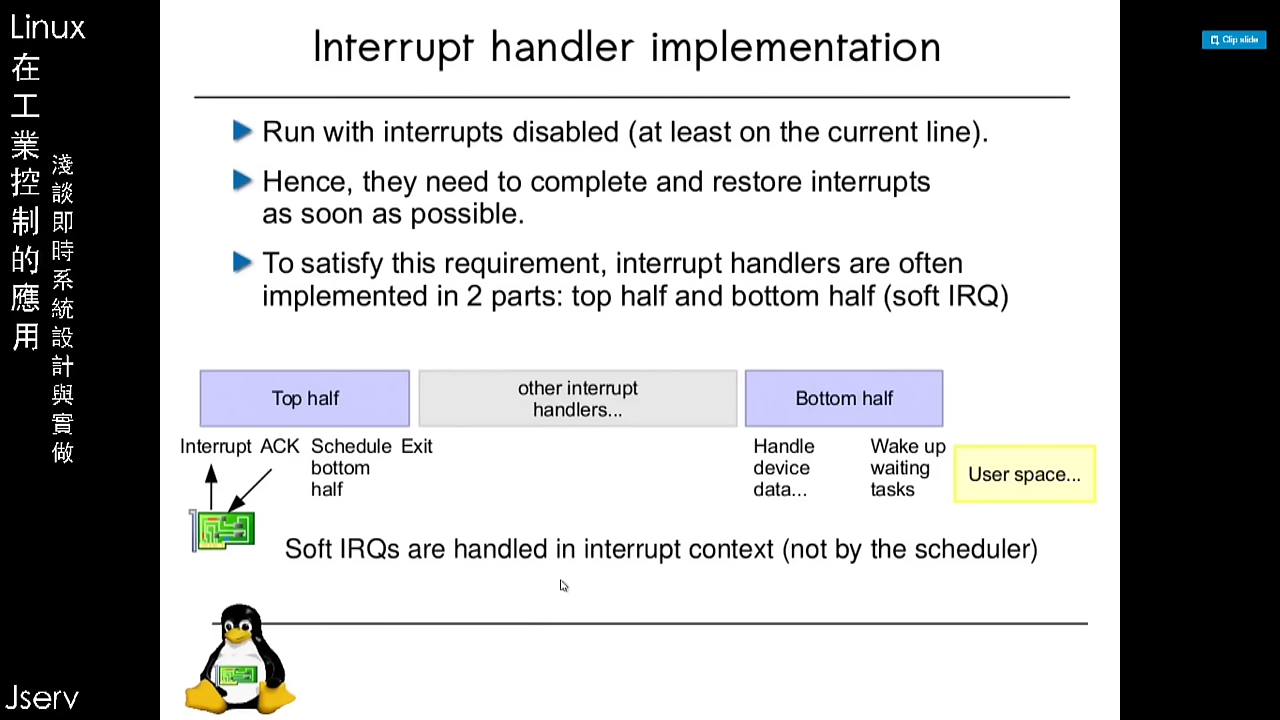 Linux
在工業控制的應用
淺談即時系統設計與實做
Jserv
Clip slide
Interrupt handler implementation
Run with interrupts disabled (at least on the current line).
Hence, they need to complete and restore interrupts
as soon as possible.
To satisfy this requirement, interrupt handlers are often
implemented in 2 parts: top half and bottom half (soft IRQ)
Top half
other interrupt
handlers...
Bottom half
Interrupt
ACK
Schedule
bottom
half
Exit
Handle
device
data...
Wake up
waiting
tasks
User space...
Soft IRQs are handled in interrupt context (not by the scheduler)